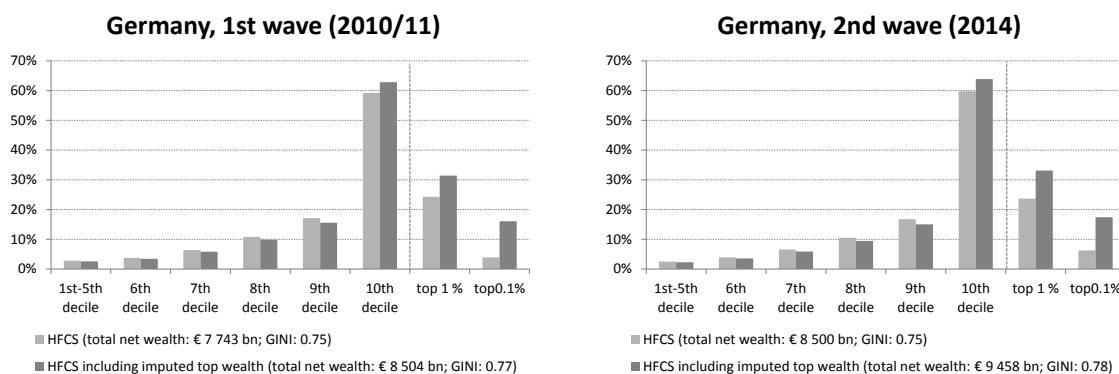 Germany, 1st wave (2010/11)
70%
60%
50%
40%
30%
20%
10%
0%
1st-5th decile
6th decile
7th decile
8th decile
9th decile
10th decile
top 1 %
top0.1%
HFCS (total net wealth: € 7 743 bn; GINI: 0.75)
HFCS including imputed top wealth (total net wealth: € 8 504 bn; GINI: 0.77)
Germany, 2nd wave (2014)
70%
60%
50%
40%
30%
20%
10%
0%
1st-5th decile
6th decile
7th decile
8th decile
9th decile
10th decile
top 1 %
top0.1%
HFCS (total net wealth: € 8 500 bn; GINI: 0.75)
HFCS including imputed top wealth (total net wealth: € 9 458 bn; GINI: 0.78)